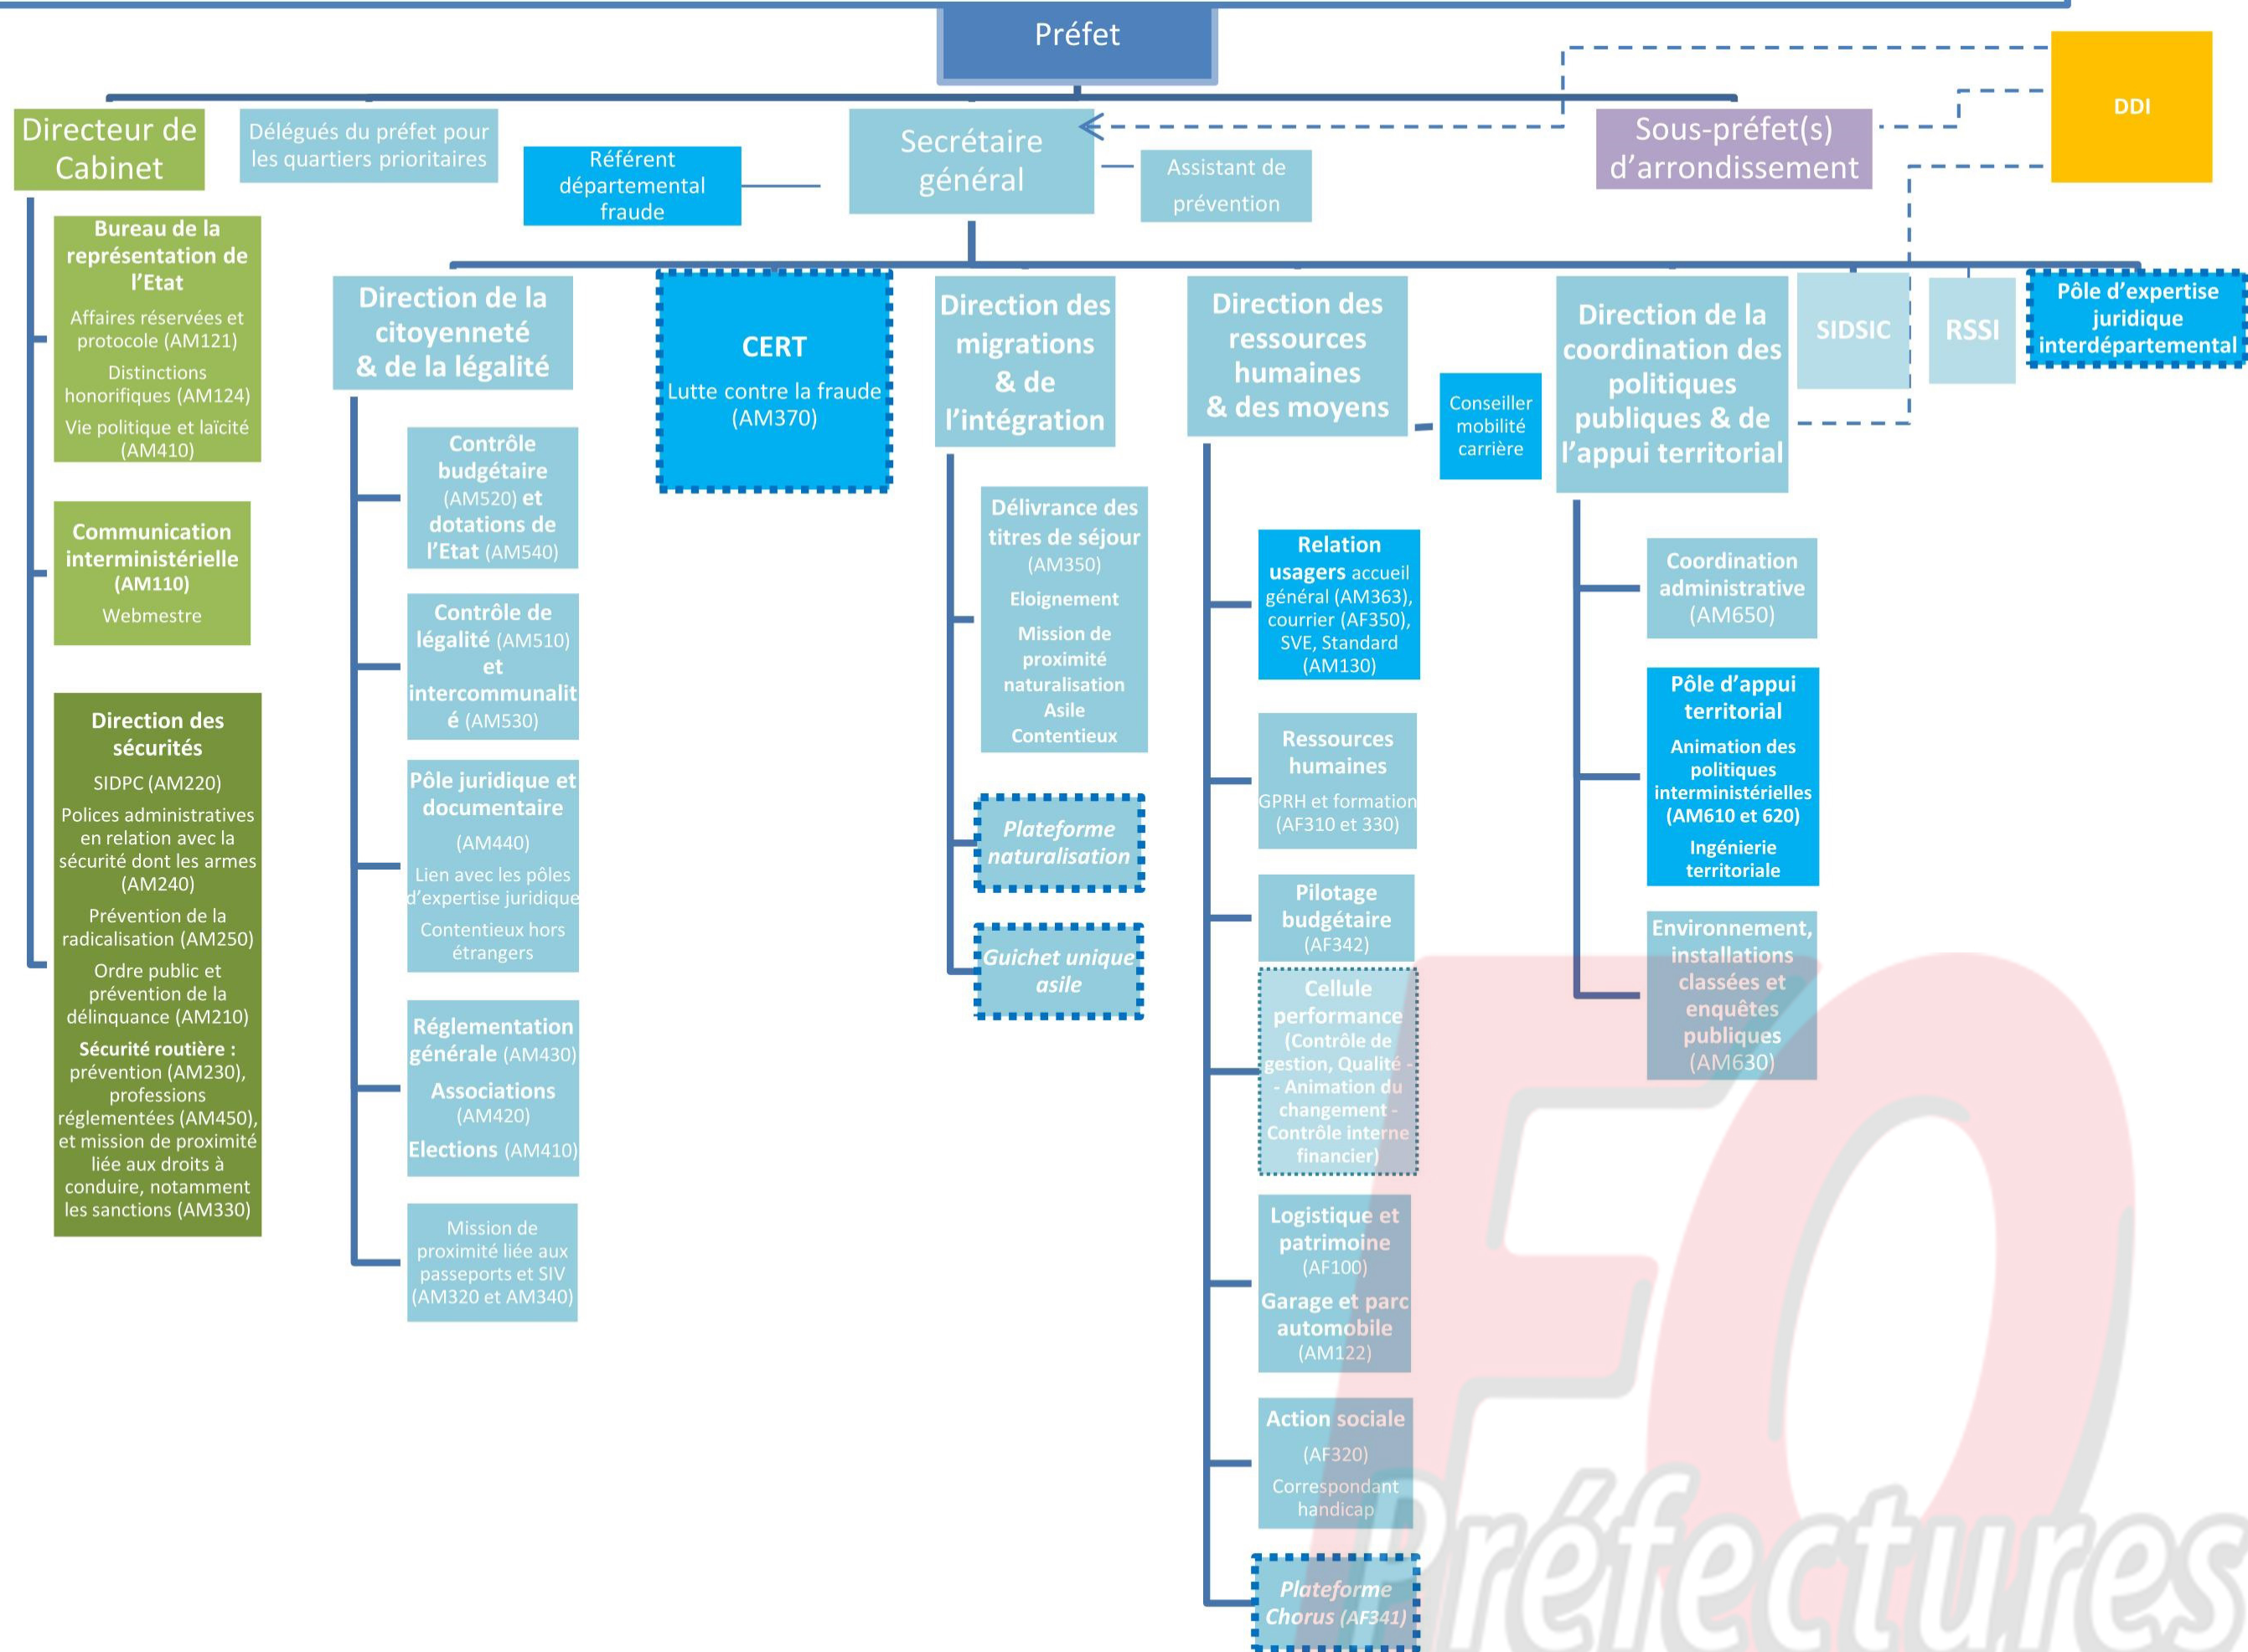 Préfet
DDI
Directeur de
Cabinet
Délégués du préfet pour
les quartiers prioritaires
Référent
départemental
fraude
Secrétaire
général
Assistant de
prévention
Sous-préfet(s)
d’arrondissement
Bureau de la
représentation de
l’Etat
Affaires réservées et
protocole (AM121)
Distinctions
honorifiques (AM124)
Vie politique et laïcité
(AM410)
Communication
interministérielle
(AM110)
Webmestre
Direction des
sécurités
SIDPC (AM220)
Polices administratives
en relation avec la
sécurité dont les armes
(AM240)
Prévention de la
radicalisation (AM250)
Ordre public et
prévention de la
délinquance (AM210)
Sécurité routière :
prévention (AM230),
professions
réglementées (AM450),
et mission de proximité
liée aux droits à
conduire, notamment
les sanctions (AM330)
Direction de la
citoyenneté
& de la légalité
Contrôle
budgétaire
(AM520) et
dotations de
l’Etat (AM540)
Contrôle de
légalité (AM510)
et
intercommunalit
é (AM530)
Pôle juridique et
documentaire
(AM440)
Lien avec les pôles
d’expertise juridique
Contentieux hors
étrangers
Réglementation
générale (AM430)
Associations
(AM420)
Elections (AM410)
Mission de
proximité liée aux
passeports et SIV
(AM320 et AM340)
CERT
Lutte contre la fraude
(AM370)
Direction des
migrations
& de
l’intégration
Délivrance des
titres de séjour
(AM350)
Eloignement
Mission de
proximité
naturalisation
Asile
Contentieux
Plateforme
naturalisation
Guichet unique
asile
Direction des
ressources
humaines
& des moyens
Conseiller
mobilité
carrière
Relation
usagers accueil
général (AM363),
courrier (AF350),
SVE, Standard
(AM130)
Ressources
humaines
GPRH et formation
(AF310 et 330)
Pilotage
budgétaire
(AF342)
Cellule
performance
(Contrôle de
gestion, Qualité -
- Animation du
changement -
Contrôle interne
financier)
Logistique et
patrimoine
(AF100)
Garage et parc
automobile
(AM122)
Action sociale
(AF320)
Correspondant
handicap
Plateforme
Chorus (AF341)
Direction de la
coordination des
politiques
publiques & de
l’appui territorial
Coordination
administrative
(AM650)
Pôle d’appui
territorial
Animation des
politiques
interministérielles
(AM610 et 620)
Ingénierie
territoriale
Environnement,
installations
classées et
enquêtes
publiques
(AM630)
SIDSIC
RSSI
Pôle d’expertise
juridique
interdépartemental
FO
Préfectures